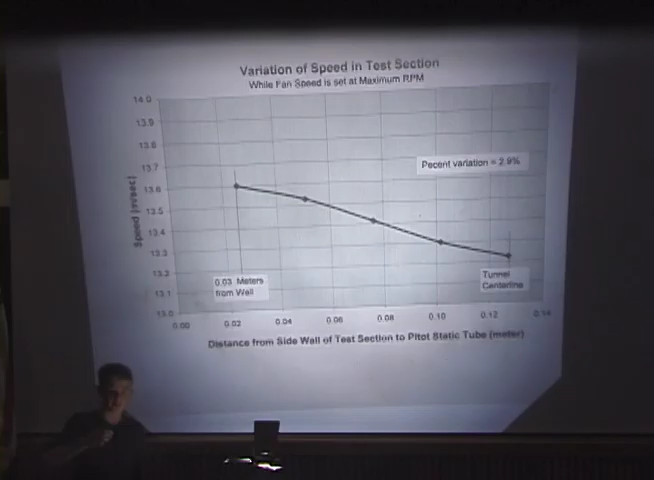 Variation of Speed in Test Section
While Fan Speed is set at Maximum RPM
14.0
13.9
13.8
13.7
13.6
13.5
13.4
13.3
13.2
13.1
13.0
Speed (m/sec)
Pecent variation = 2.9%
0.03 Meters
from Wall
Tunnel
Centerline
0.00 0.02 0.04 0.06 0.08 0.10 0.12 0.14
Distance from Side Wall of Test Section to Pitot Static Tube (meter)